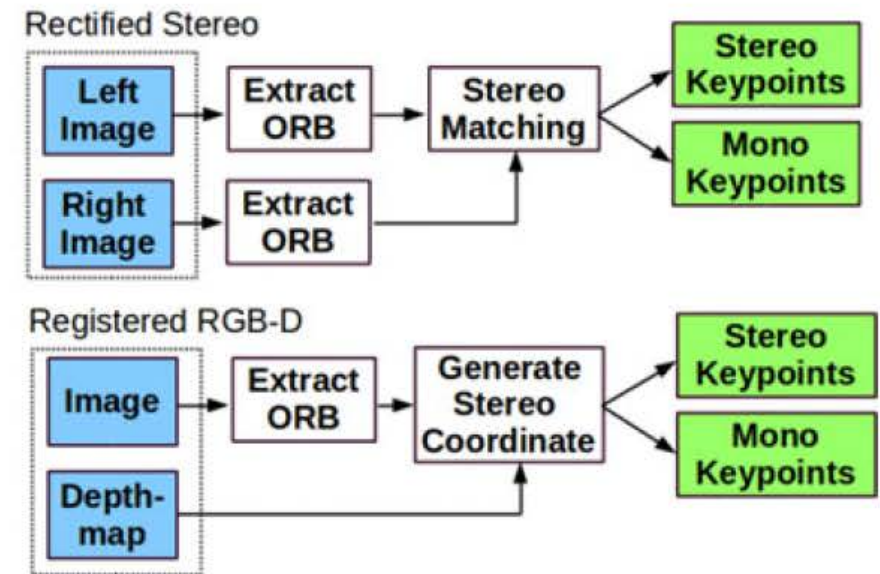 Rectified Stereo
Left
Image
Extract
ORB
Stereo
Matching
Stereo
Keypoints
Mono
Keypoints
Right
Image
Extract
ORB
Registered RGB-D
Image
Extract
ORB
Generate
Stereo
Coordinate
Stereo
Keypoints
Mono
Keypoints
Depth-
map